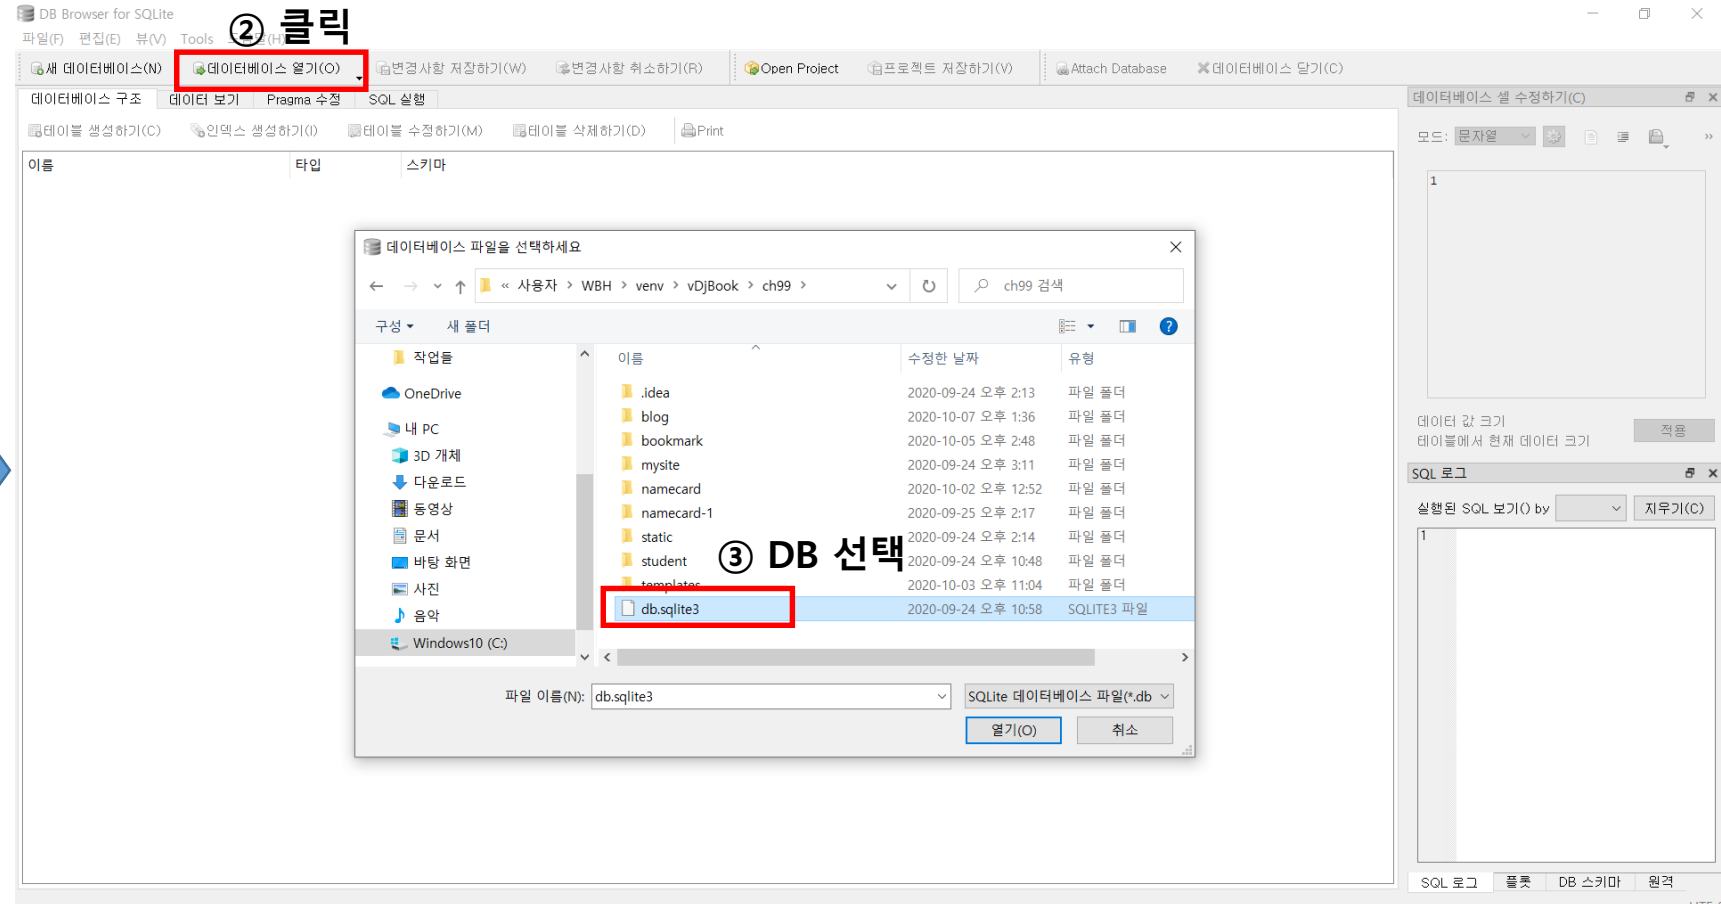 DB Browser for SQLite
② 클릭
파일(F) 편집(E) 뷰(V) Tools (H)
새 데이터베이스(N) 데이터베이스 열기(O) 변경사항 저장하기(W) 변경사항 취소하기(R) Open Project 프로젝트 저장하기(V) Attach Database 데이터베이스 닫기(C)
데이터베이스 구조 데이터 보기 Pragma 수정 SQL 실행
테이블 생성하기(C) 인덱스 생성하기(I) 테이블 수정하기(M) 테이블 삭제하기(D) Print
이름 타입 스키마
데이터베이스 파일을 선택하세요
« 사용자 > WBH > venv > vDjBook > ch99 > ch99 검색
구성 새 폴더
작업들
OneDrive
내 PC
3D 개체
다운로드
동영상
문서
바탕 화면
사진
음악
Windows10 (C:)
이름 수정한 날짜 유형
.idea 2020-09-24 오후 2:13 파일 폴더
blog 2020-10-07 오후 1:36 파일 폴더
bookmark 2020-10-05 오후 2:48 파일 폴더
mysite 2020-09-24 오후 3:11 파일 폴더
namecard 2020-10-02 오후 12:52 파일 폴더
namecard-1 2020-09-25 오후 2:17 파일 폴더
static 2020-09-24 오후 2:14 파일 폴더
③ DB 선택
student 2020-09-24 오후 10:48 파일 폴더
templates 2020-10-03 오후 11:04 파일 폴더
db.sqlite3 2020-09-24 오후 10:58 SQLITE3 파일
파일 이름(N): db.sqlite3 SQLite 데이터베이스 파일(*.db
열기(O) 취소
데이터베이스 셀 수정하기(C)
모드: 문자열
1
데이터 값 크기
테이블에서 현재 데이터 크기
적용
SQL 로그
실행된 SQL 보기() by 지우기(C)
1
SQL 로그 플롯 DB 스키마 원격